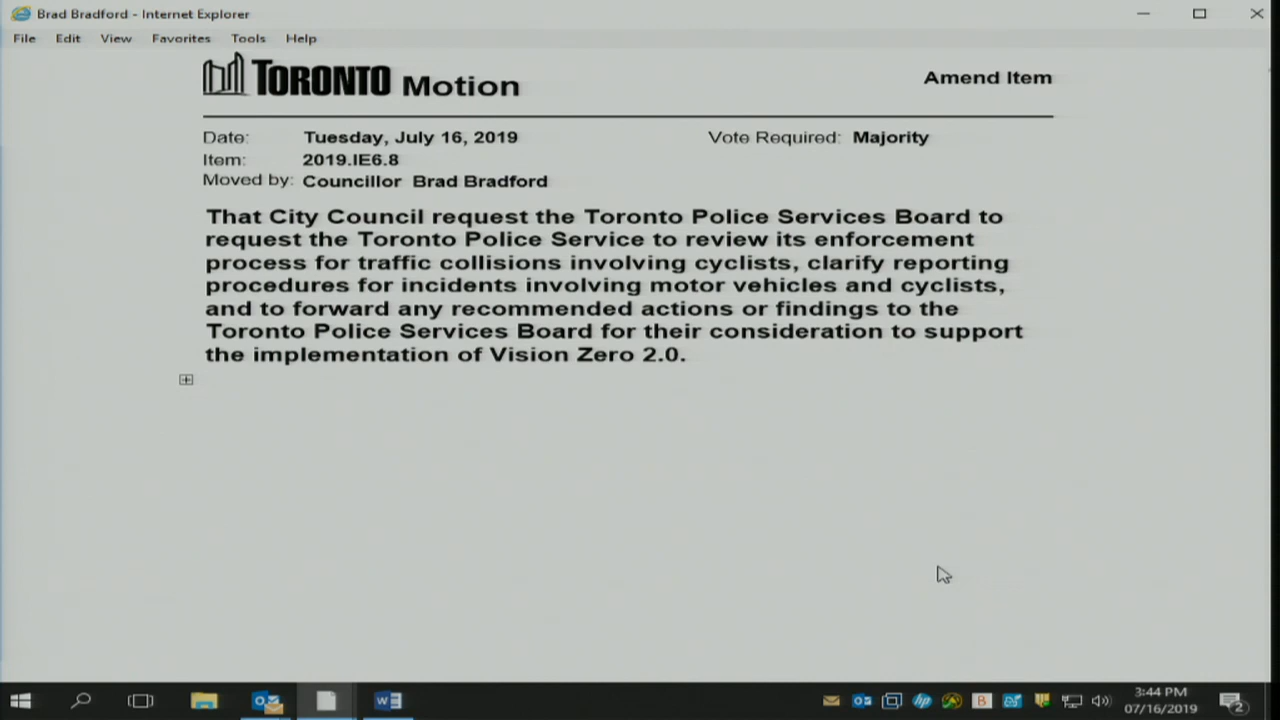 Brad Bradford - Internet Explorer
File Edit View Favorites Tools Help
TORONTO Motion
Amend Item
Date: Tuesday, July 16, 2019
Vote Required: Majority
Item: 2019.IE6.8
Moved by: Councillor Brad Bradford
That City Council request the Toronto Police Services Board to
request the Toronto Police Service to review its enforcement
process for traffic collisions involving cyclists, clarify reporting
procedures for incidents involving motor vehicles and cyclists,
and to forward any recommended actions or findings to the
Toronto Police Services Board for their consideration to support
the implementation of Vision Zero 2.0.
3:44 PM
07/16/2019
2